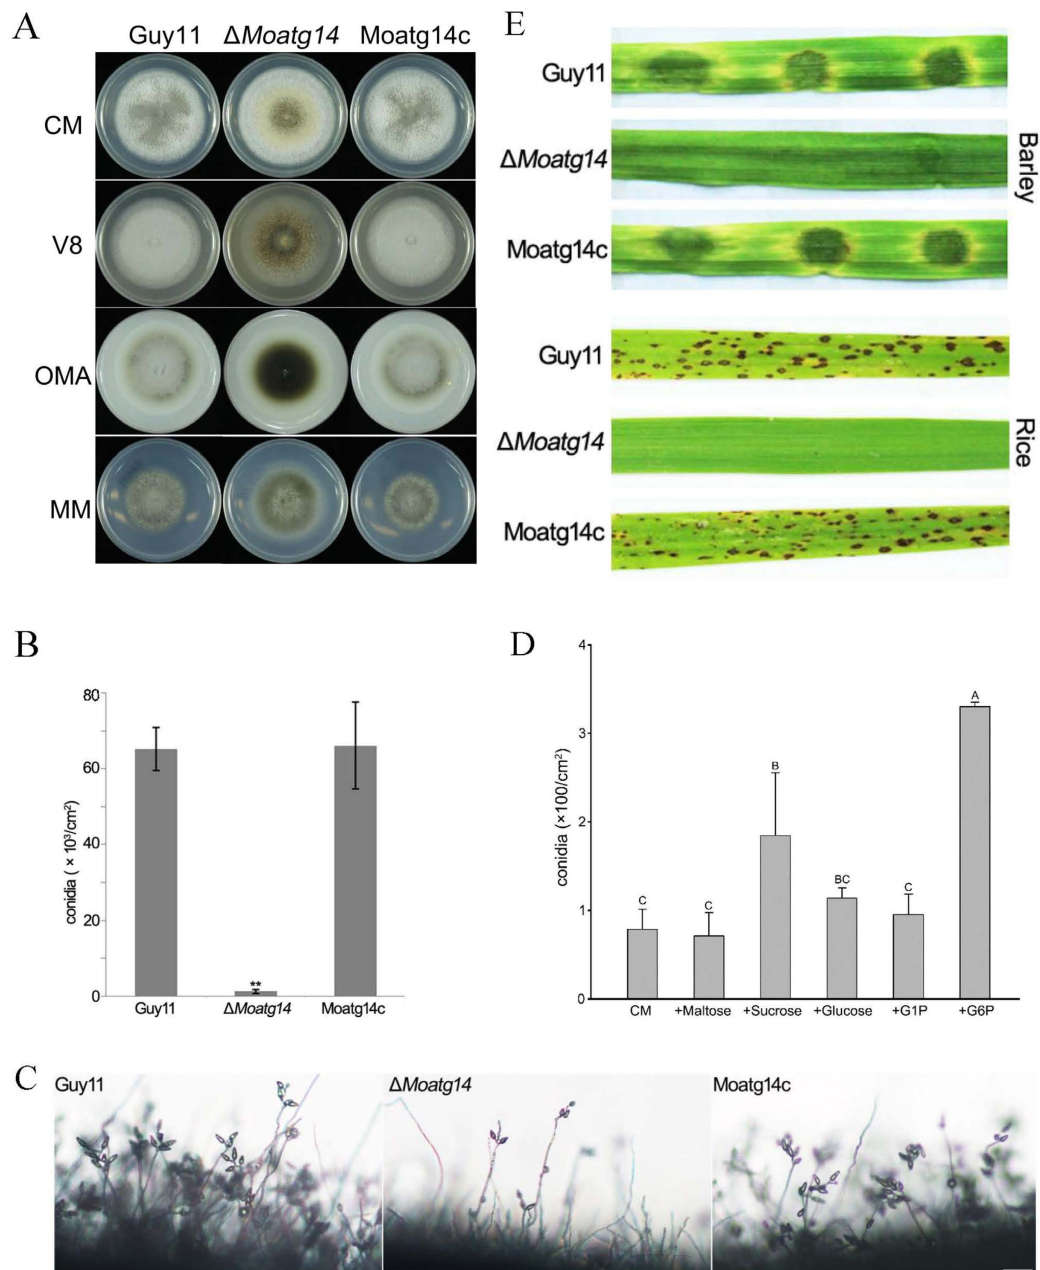 A
Guy11 ΔMoatg14 Moatg14c
CM
V8
OMA
MM
E
Guy11
ΔMoatg14
Moatg14c
Barley
Guy11
ΔMoatg14
Moatg14c
Rice
B
conidia ( × 10³/cm²)
80
60
40
20
0
**
Guy11 ΔMoatg14 Moatg14c
D
conidia (×100/cm²)
4
3
2
1
0
C C B BC C A
CM +Maltose +Sucrose +Glucose +G1P +G6P
C
Guy11 ΔMoatg14 Moatg14c